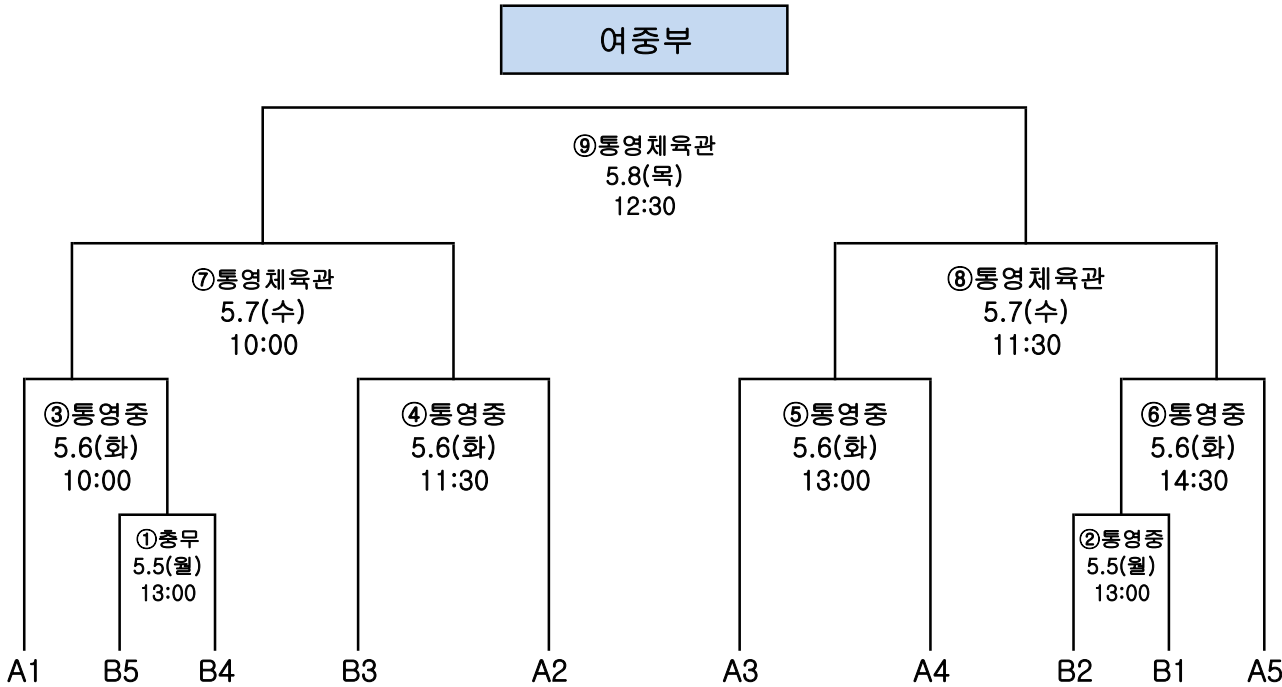 여중부
⑨통영체육관
5.8(목)
12:30
⑦통영체육관
5.7(수)
10:00
⑧통영체육관
5.7(수)
11:30
③통영중
5.6(화)
10:00
④통영중
5.6(화)
11:30
⑤통영중
5.6(화)
13:00
⑥통영중
5.6(화)
14:30
①충무
5.5(월)
13:00
②통영중
5.5(월)
13:00
A1 B5 B4 B3 A2 A3 A4 B2 B1 A5